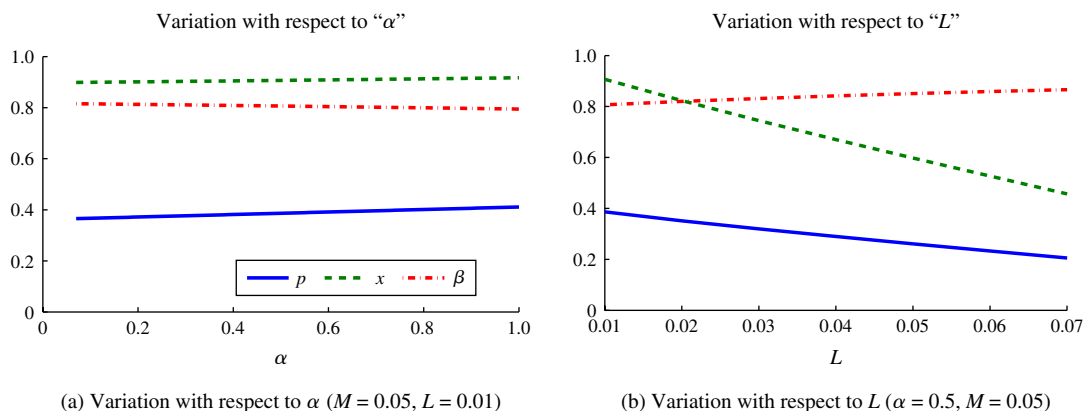 Variation with respect to “α”
1.0
0.8
0.6
0.4
0.2
0
0 0.2 0.4 0.6 0.8 1.0
α
p x β
(a) Variation with respect to α (M = 0.05, L = 0.01)
Variation with respect to “L”
1.0
0.8
0.6
0.4
0.2
0
0.01 0.02 0.03 0.04 0.05 0.06 0.07
L
(b) Variation with respect to L (α = 0.5, M = 0.05)